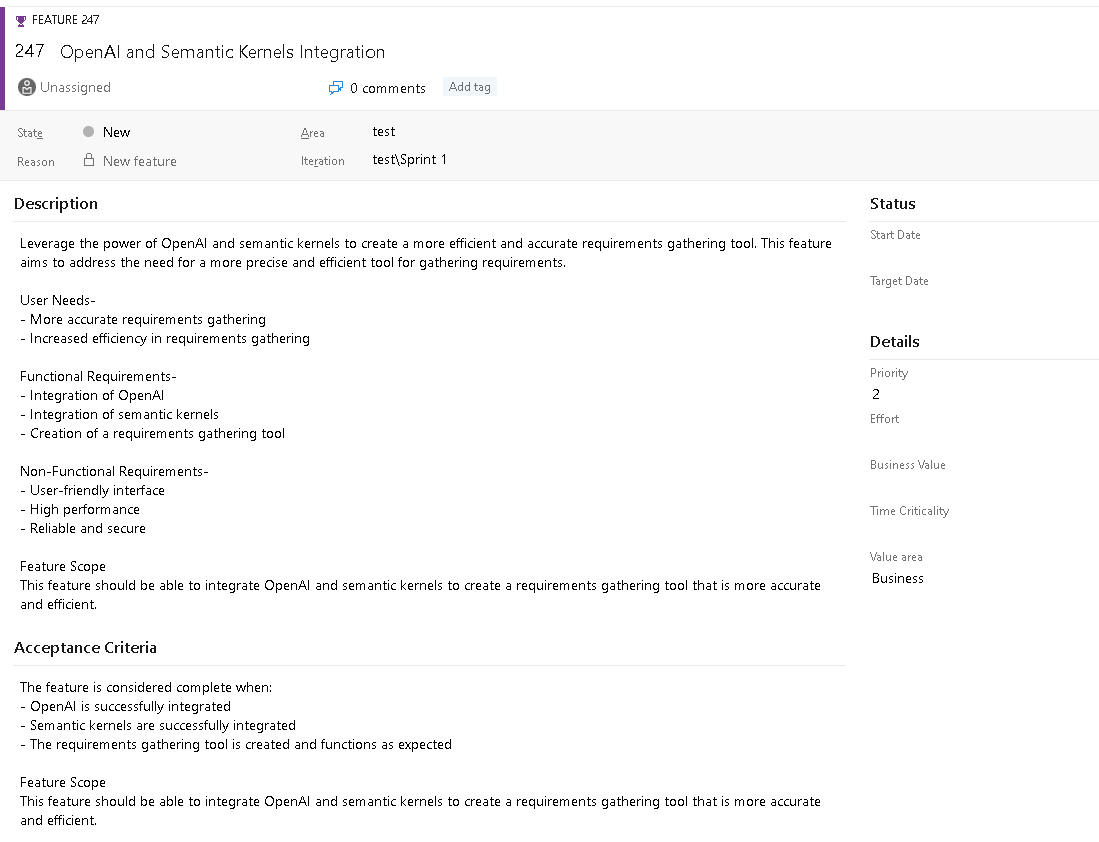 FEATURE 247
247 OpenAI and Semantic Kernels Integration
Unassigned
0 comments
Add tag
State New
Area test
Reason New feature
Iteration test\Sprint 1
Description
Leverage the power of OpenAI and semantic kernels to create a more efficient and accurate requirements gathering tool. This feature
aims to address the need for a more precise and efficient tool for gathering requirements.
User Needs-
- More accurate requirements gathering
- Increased efficiency in requirements gathering
Functional Requirements-
- Integration of OpenAI
- Integration of semantic kernels
- Creation of a requirements gathering tool
Non-Functional Requirements-
- User-friendly interface
- High performance
- Reliable and secure
Feature Scope
This feature should be able to integrate OpenAI and semantic kernels to create a requirements gathering tool that is more accurate
and efficient.
Acceptance Criteria
The feature is considered complete when:
- OpenAI is successfully integrated
- Semantic kernels are successfully integrated
- The requirements gathering tool is created and functions as expected
Feature Scope
This feature should be able to integrate OpenAI and semantic kernels to create a requirements gathering tool that is more accurate
and efficient.
Status
Start Date
Target Date
Details
Priority
2
Effort
Business Value
Time Criticality
Value area
Business